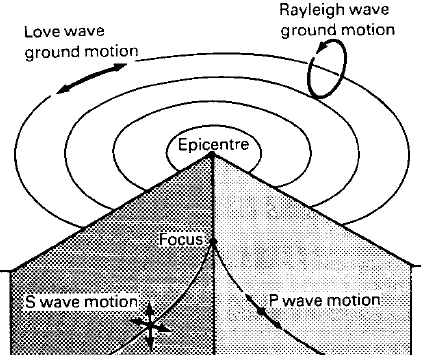 Love wave
ground motion
Rayleigh wave
ground motion
Epicentre
Focus
S wave motion
P wave motion